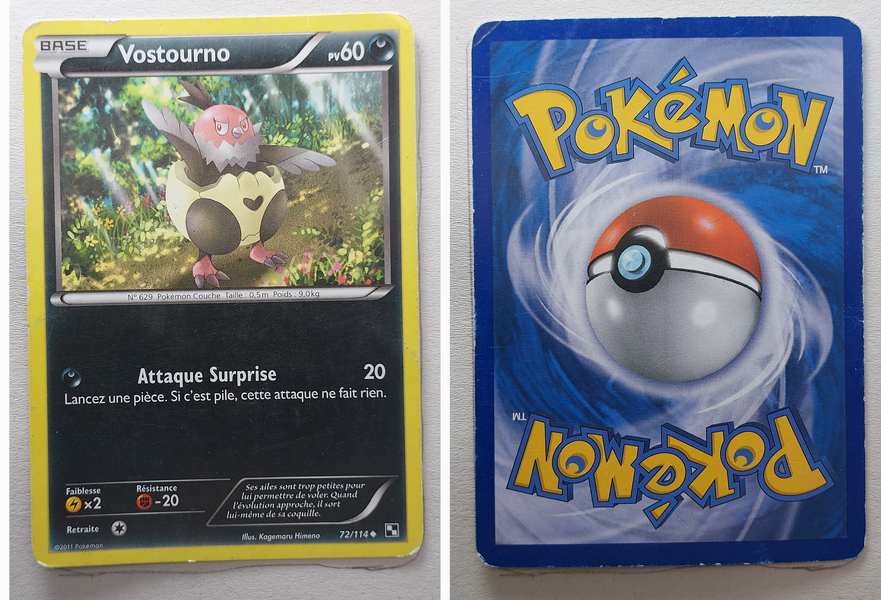 BASE
Vostourno
PV60
N° 629 Pokémon Couche Taille : 0,5m Poids : 9,0kg
Attaque Surprise 20
Lancez une pièce. Si c'est pile, cette attaque ne fait rien.
Faiblesse
×2
Résistance
-20
Retraite
Ses ailes sont trop petites pour
lui permettre de voler. Quand
l'évolution approche, il sort
lui-même de sa coquille.
Illus. Kagemaru Himeno
72/114
©2011 Pokémon
POKéMON
TM
POKéMON
TM